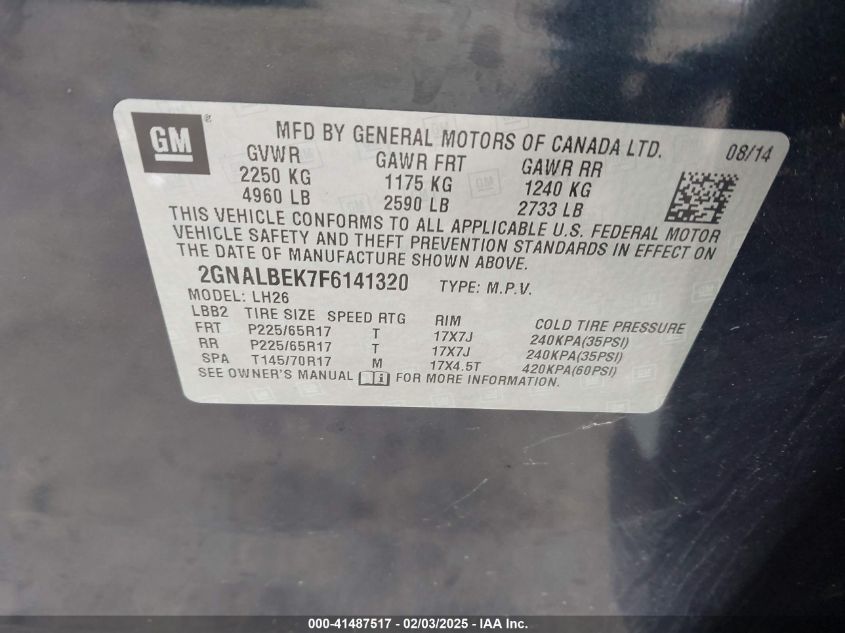 GM ®
MFD BY GENERAL MOTORS OF CANADA LTD. 08/14
GVWR GAWR FRT GAWR RR
2250 KG 1175 KG 1240 KG
4960 LB 2590 LB 2733 LB
THIS VEHICLE CONFORMS TO ALL APPLICABLE U.S. FEDERAL MOTOR
VEHICLE SAFETY AND THEFT PREVENTION STANDARDS IN EFFECT ON
THE DATE OF MANUFACTURE SHOWN ABOVE.
2GNALBEK7F6141320 TYPE: M.P.V.
MODEL: LH26
LBB2 TIRE SIZE SPEED RTG RIM COLD TIRE PRESSURE
FRT P225/65R17 T 17X7J 240KPA(35PSI)
RR P225/65R17 T 17X7J 240KPA(35PSI)
SPA T145/70R17 M 17X4.5T 420KPA(60PSI)
SEE OWNER'S MANUAL FOR MORE INFORMATION.
000-41487517 - 02/03/2025 - IAA Inc.